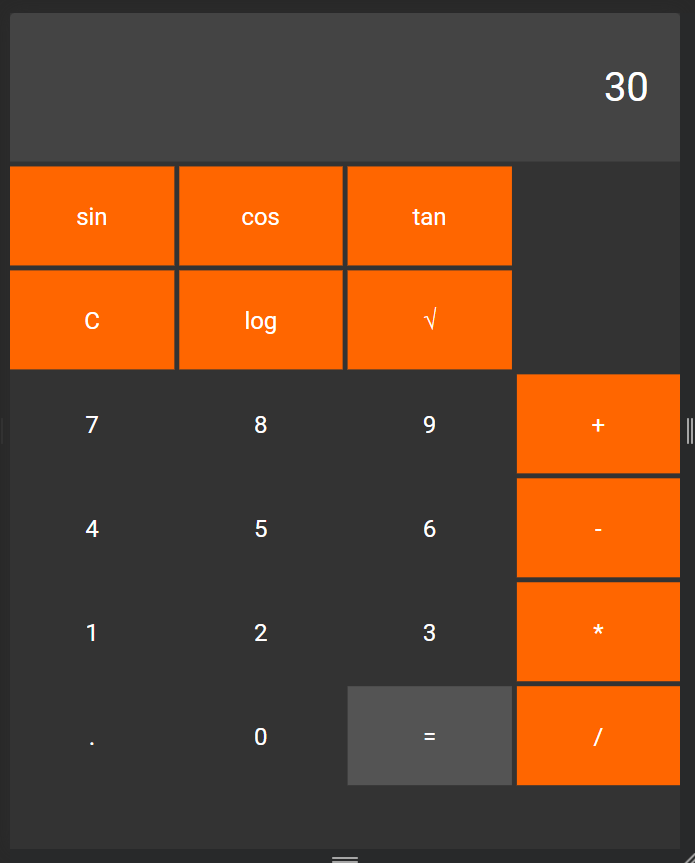 30
sin cos tan
C log √
7 8 9 +
4 5 6 -
1 2 3 *
. 0 = /